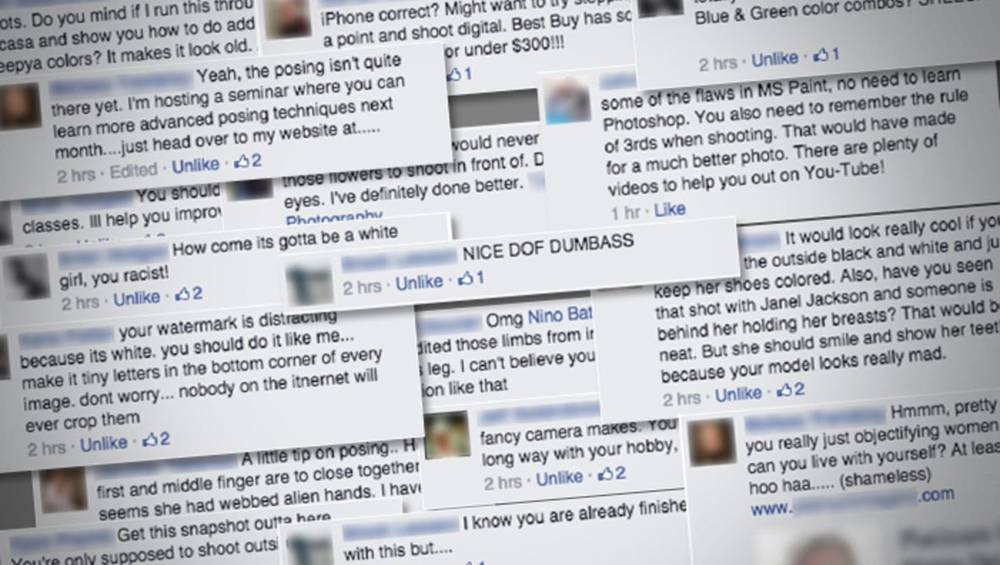 ots. Do you mind if I run this throu
casa and show you how to do add
eepya colors? It makes it look old.
iPhone correct? Might want to try stopping
a point and shoot digital. Best Buy has so
or under $300!!!
1
Blue & Green color combos?
2 hrs · Unlike · 1
Yeah, the posing isn't quite
there yet. I'm hosting a seminar where you can
learn more advanced posing techniques next
month....just head over to my website at.....
2 hrs · Edited · Unlike · 2
some of the flaws in MS Paint, no need to learn
Photoshop. You also need to remember the rule
of 3rds when shooting. That would have made
for a much better photo. There are plenty of
videos to help you out on You-Tube!
1 hr · Like
would never
those flowers to shoot in front of. D
eyes. I've definitely done better.
Photography
You should
classes. Ill help you improv
How come its gotta be a white
girl, you racist!
2 hrs · Unlike · 2
NICE DOF DUMBASS
2 hrs · Unlike · 1
It would look really cool if you
the outside black and white and ju
keep her shoes colored. Also, have you seen
that shot with Janel Jackson and someone is
behind her holding her breasts? That would b
neat. But she should smile and show her teet
because your model looks really mad.
2 hrs · Unlike · 2
your watermark is distracting
because its white. you should do it like me...
make it tiny letters in the bottom corner of every
image. dont worry... nobody on the itnernet will
ever crop them
2 hrs · Unlike · 2
Omg Nino Bat
dited those limbs from ir
s leg. I can't believe you
ion like that
fancy camera makes. You
long way with your hobby,
2 hrs · Unlike · 2
Hmmm, pretty
you really just objectifying women
can you live with yourself? At leas
hoo haa..... (shameless)
www. .com
A little tip on posing.. H
first and middle finger are to close together
seems she had webbed alien hands. I have
Get this snapshot outta here
You're only supposed to shoot outsi
I know you are already finishe
with this but....